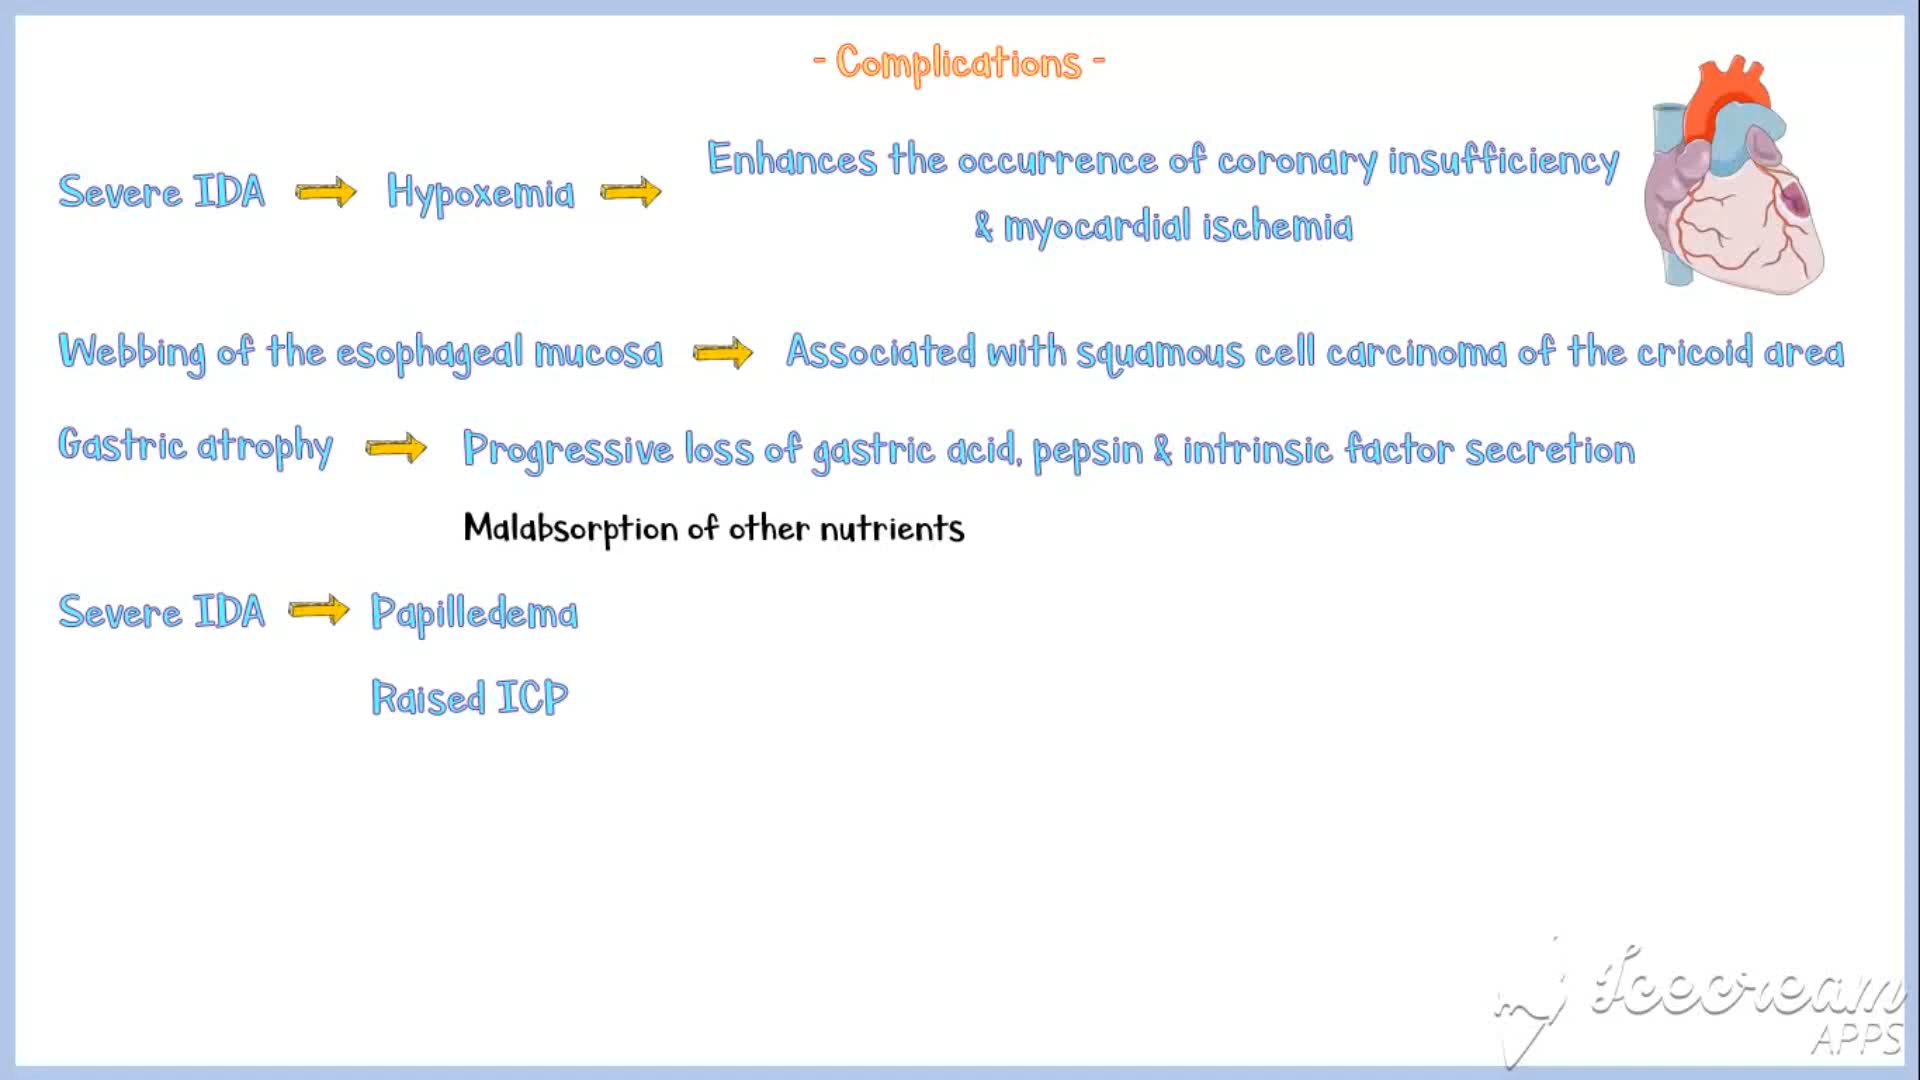 - Complications -
Severe IDA
Hypoxemia
Enhances the occurrence of coronary insufficiency
& myocardial ischemia
Webbing of the esophageal mucosa
Associated with squamous cell carcinoma of the cricoid area
Gastric atrophy
Progressive loss of gastric acid, pepsin & intrinsic factor secretion
Malabsorption of other nutrients
Severe IDA
Papilledema
Raised ICP
Icecream
APPS